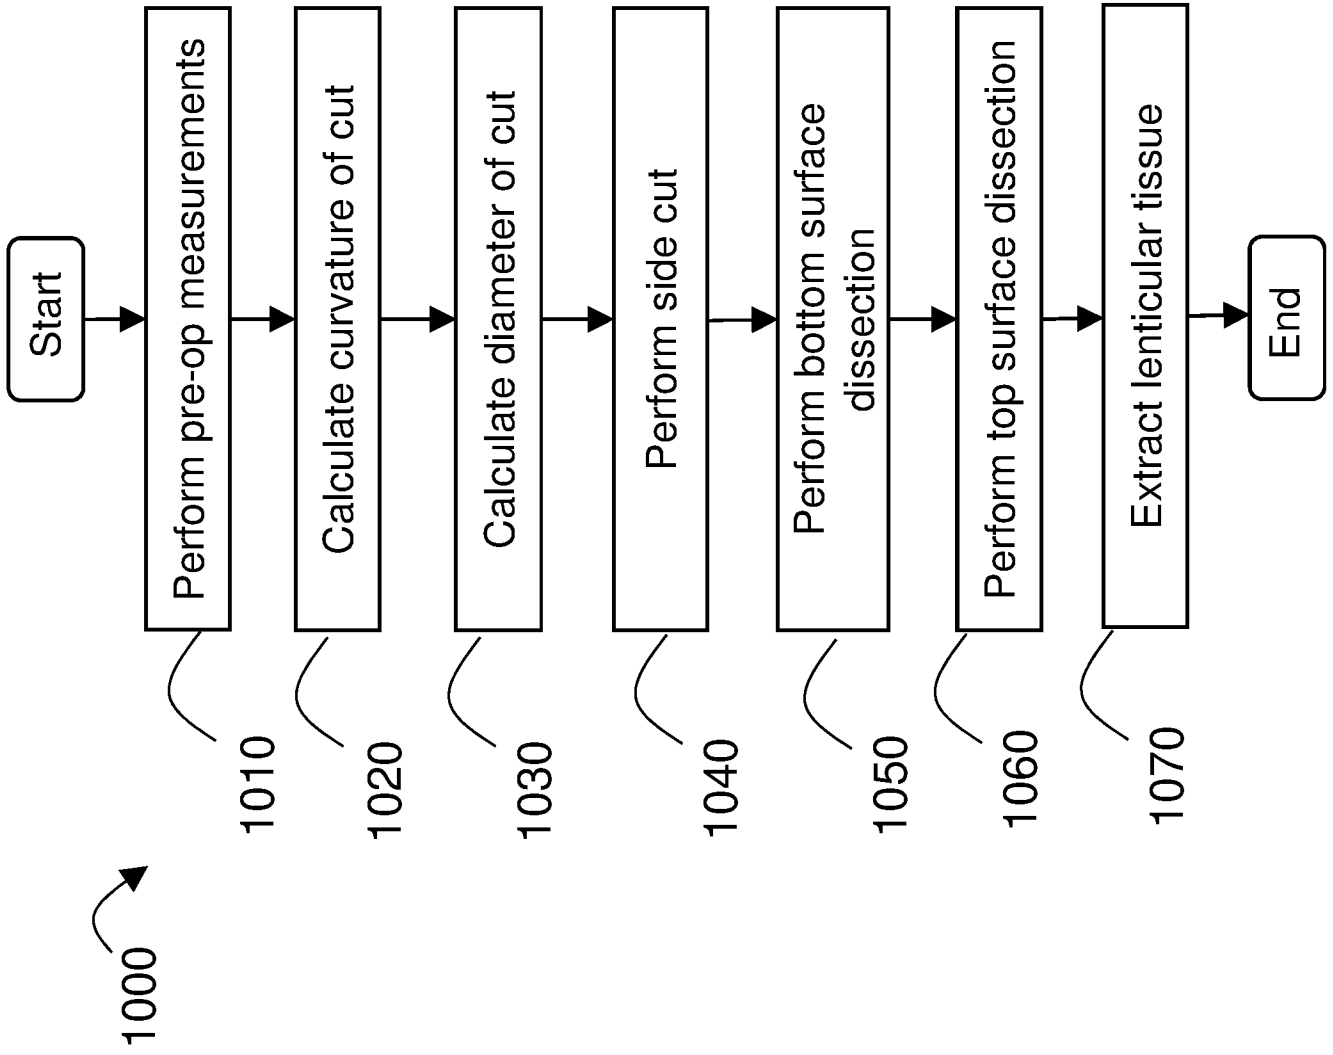 Start
1010
Perform pre-op measurements
1020
Calculate curvature of cut
1030
Calculate diameter of cut
1040
Perform side cut
1050
Perform bottom surface
dissection
1060
Perform top surface dissection
1070
Extract lenticular tissue
End
1000